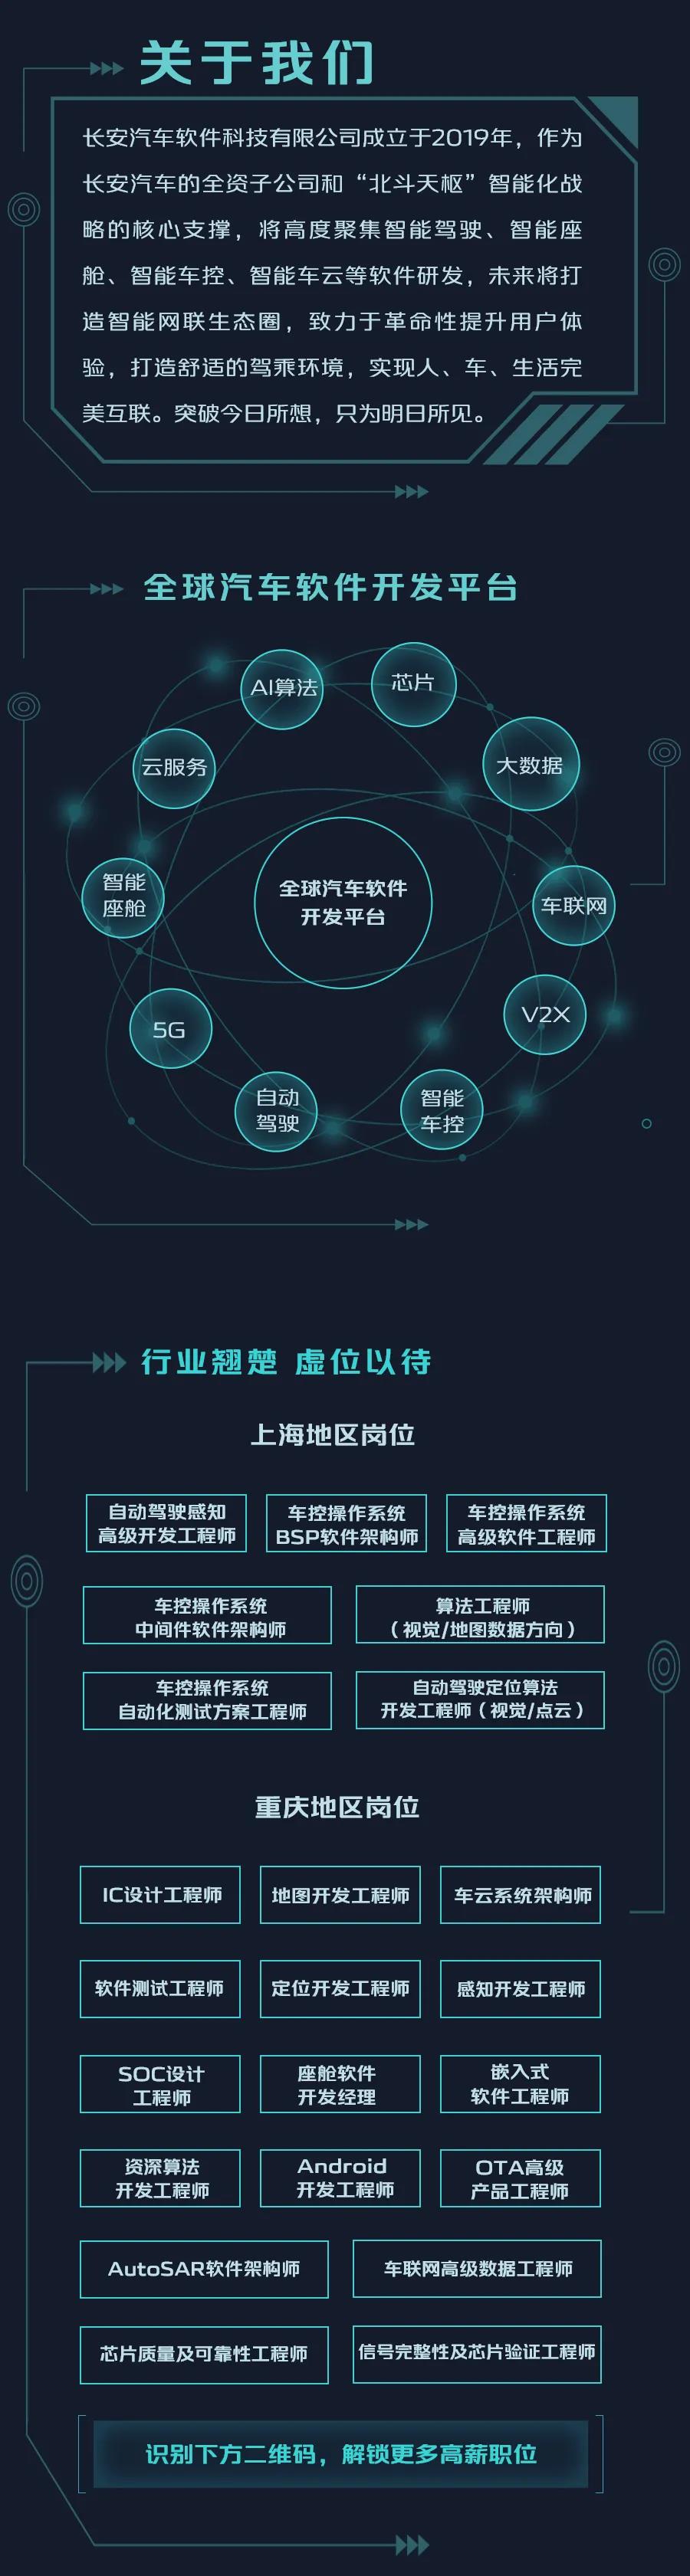 关于我们
长安汽车软件科技有限公司成立于2019年，作为
长安汽车的全资子公司和“北斗天枢”智能化战
略的核心支撑，将高度聚集智能驾驶、智能座
舱、智能车控、智能车云等软件研发，未来将打
造智能网联生态圈，致力于革命性提升用户体
验，打造舒适的驾乘环境，实现人、车、生活完
美互联。突破今日所想，只为明日所见。
全球汽车软件开发平台
AI算法
芯片
云服务
大数据
智能
座舱
全球汽车软件
开发平台
车联网
5G
V2X
自动
驾驶
智能
车控
行业翘楚 虚位以待
上海地区岗位
自动驾驶感知
高级开发工程师
车控操作系统
BSP软件架构师
车控操作系统
高级软件工程师
车控操作系统
中间件软件架构师
算法工程师
（视觉/地图数据方向）
车控操作系统
自动化测试方案工程师
自动驾驶定位算法
开发工程师（视觉/点云）
重庆地区岗位
IC设计工程师
地图开发工程师
车云系统架构师
软件测试工程师
定位开发工程师
感知开发工程师
SOC设计
工程师
座舱软件
开发经理
嵌入式
软件工程师
资深算法
开发工程师
Android
开发工程师
OTA高级
产品工程师
AutoSAR软件架构师
车联网高级数据工程师
芯片质量及可靠性工程师
信号完整性及芯片验证工程师
识别下方二维码，解锁更多高薪职位